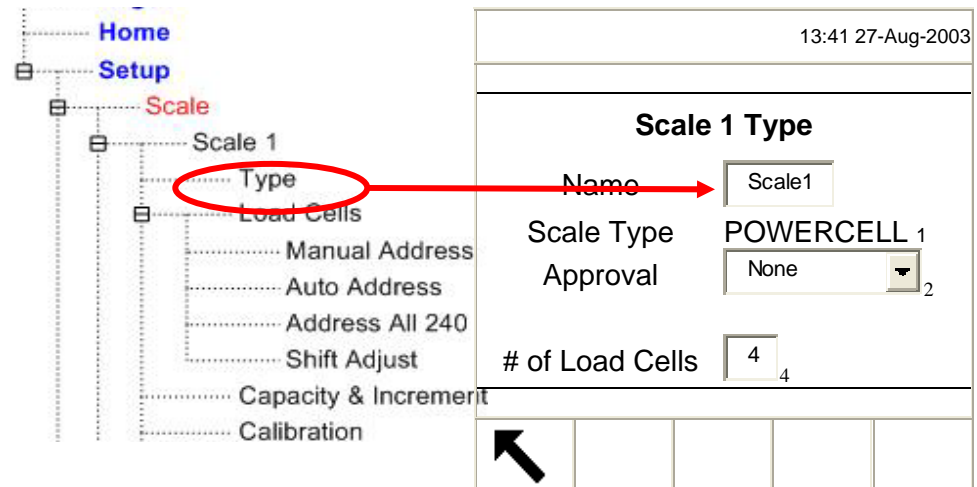 Home
Setup
Scale
Scale 1
Type
Load Cells
Manual Address
Auto Address
Address All 240
Shift Adjust
Capacity & Increment
Calibration
13:41 27-Aug-2003
Scale 1 Type
Name Scale1
Scale Type POWERCELL 1
Approval None 2
# of Load Cells 4 4